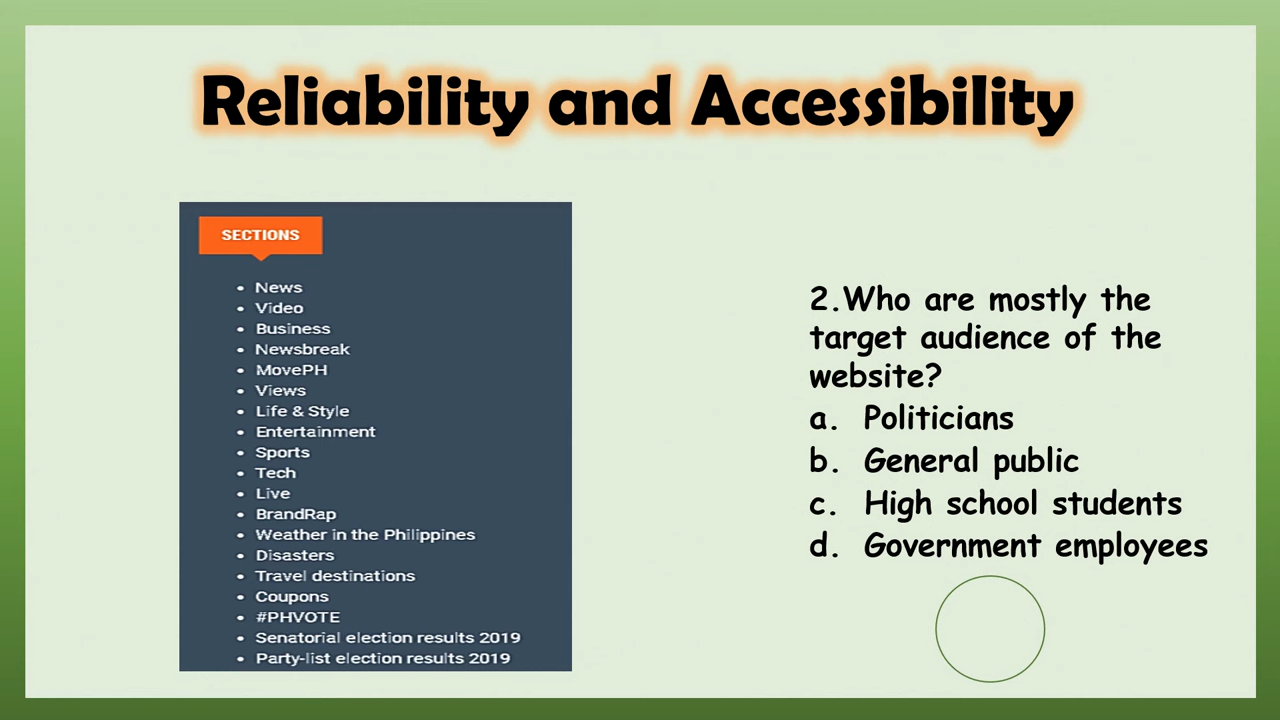 Reliability and Accessibility
SECTIONS
• News
• Video
• Business
• Newsbreak
• MovePH
• Views
• Life & Style
• Entertainment
• Sports
• Tech
• Live
• BrandRap
• Weather in the Philippines
• Disasters
• Travel destinations
• Coupons
• #PHVOTE
• Senatorial election results 2019
• Party-list election results 2019
2.Who are mostly the
target audience of the
website?
a. Politicians
b. General public
c. High school students
d. Government employees